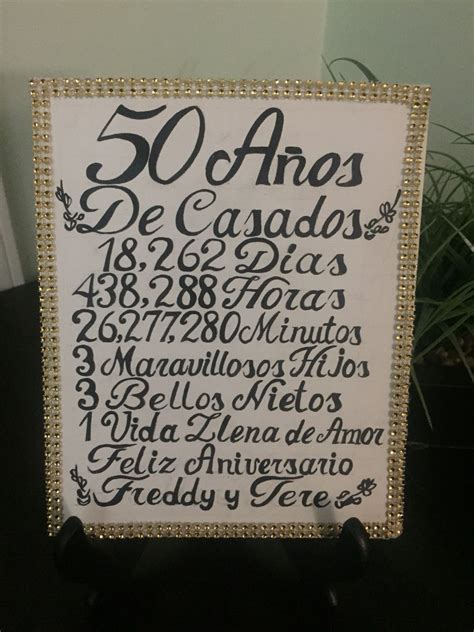 50 Años
De Casados
18,262 Dias
438,288 Horas
26,277,280 Minutos
3 Maravillosos Hijos
3 Bellos Nietos
1 Vida Llena de Amor
Feliz Aniversario
Freddy y Tere